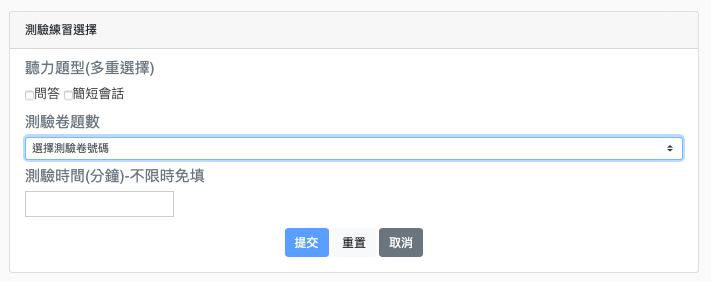 測驗練習選擇
聽力題型(多重選擇)
問答 簡短會話
測驗卷題數
選擇測驗卷號碼
測驗時間(分鐘)-不限時免填
提交 重置 取消